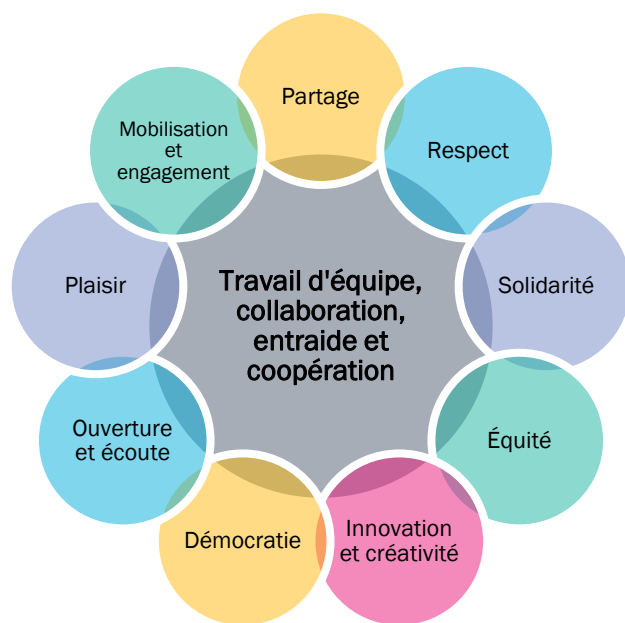 Partage
Respect
Solidarité
Équité
Innovation
et créativité
Démocratie
Ouverture
et écoute
Plaisir
Mobilisation
et
engagement
Travail d'équipe,
collaboration,
entraide et
coopération